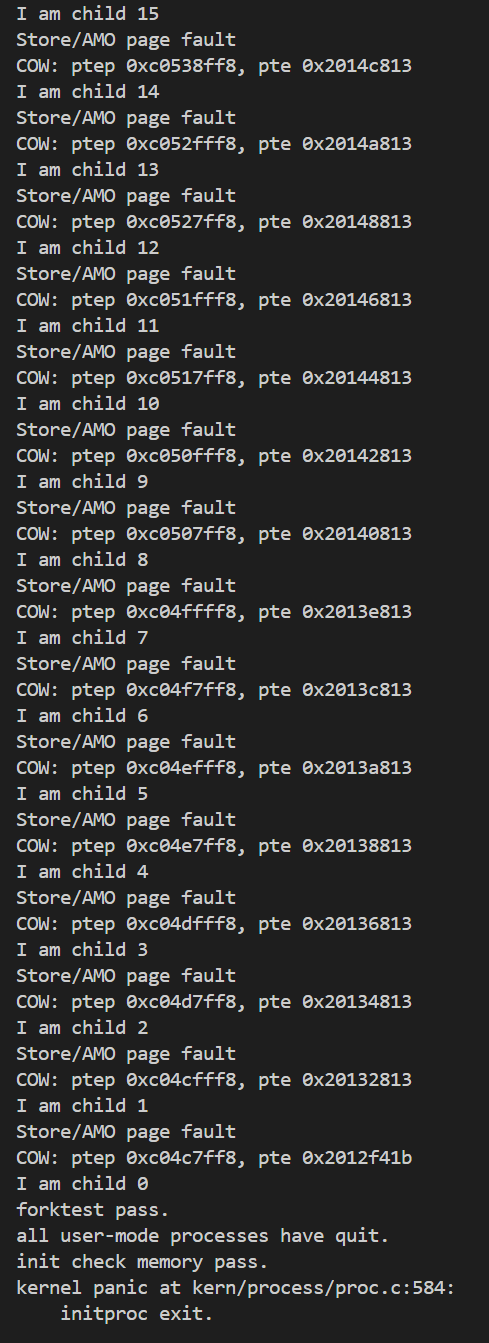 I am child 15
Store/AMO page fault
COW: ptep 0xc0538ff8, pte 0x2014c813
I am child 14
Store/AMO page fault
COW: ptep 0xc052fff8, pte 0x2014a813
I am child 13
Store/AMO page fault
COW: ptep 0xc0527ff8, pte 0x20148813
I am child 12
Store/AMO page fault
COW: ptep 0xc051fff8, pte 0x20146813
I am child 11
Store/AMO page fault
COW: ptep 0xc0517ff8, pte 0x20144813
I am child 10
Store/AMO page fault
COW: ptep 0xc050fff8, pte 0x20142813
I am child 9
Store/AMO page fault
COW: ptep 0xc0507ff8, pte 0x20140813
I am child 8
Store/AMO page fault
COW: ptep 0xc04ffff8, pte 0x2013e813
I am child 7
Store/AMO page fault
COW: ptep 0xc04f7ff8, pte 0x2013c813
I am child 6
Store/AMO page fault
COW: ptep 0xc04efff8, pte 0x2013a813
I am child 5
Store/AMO page fault
COW: ptep 0xc04e7ff8, pte 0x20138813
I am child 4
Store/AMO page fault
COW: ptep 0xc04dfff8, pte 0x20136813
I am child 3
Store/AMO page fault
COW: ptep 0xc04d7ff8, pte 0x20134813
I am child 2
Store/AMO page fault
COW: ptep 0xc04cfff8, pte 0x20132813
I am child 1
Store/AMO page fault
COW: ptep 0xc04c7ff8, pte 0x2012f41b
I am child 0
forktest pass.
all user-mode processes have quit.
init check memory pass.
kernel panic at kern/process/proc.c:584:
    initproc exit.